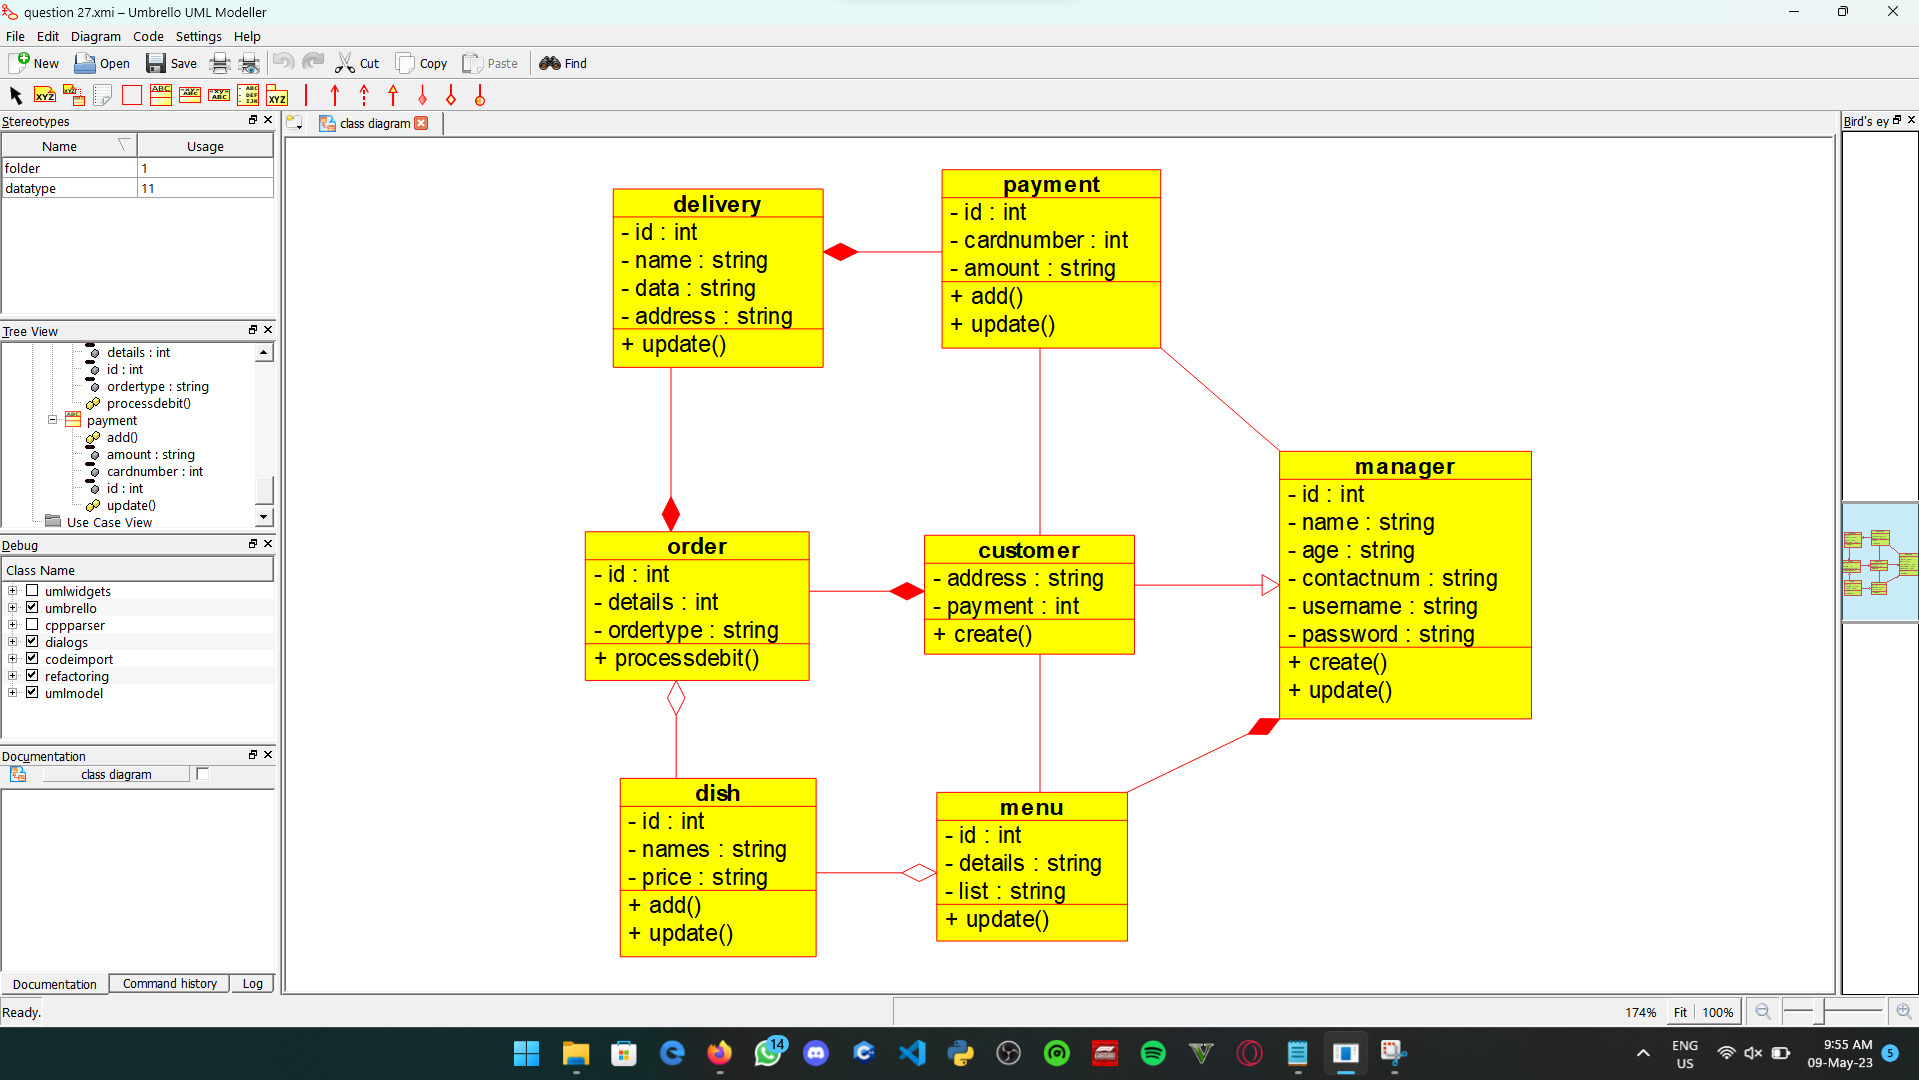 question 27.xmi – Umbrello UML Modeller
File Edit Diagram Code Settings Help
New Open Save Cut Copy Paste Find
Stereotypes
Name Usage
folder 1
datatype 11
Tree View
details : int
id : int
ordertype : string
processdebit()
payment
add()
amount : string
cardnumber : int
id : int
update()
Use Case View
Debug
Class Name
umlwidgets
umbrello
cppparser
dialogs
codeimport
refactoring
umlmodel
Documentation
class diagram
Documentation Command history Log
Ready.
class diagram
delivery
- id : int
- name : string
- data : string
- address : string
+ update()
payment
- id : int
- cardnumber : int
- amount : string
+ add()
+ update()
manager
- id : int
- name : string
- age : string
- contactnum : string
- username : string
- password : string
+ create()
+ update()
order
- id : int
- details : int
- ordertype : string
+ processdebit()
customer
- address : string
- payment : int
+ create()
dish
- id : int
- names : string
- price : string
+ add()
+ update()
menu
- id : int
- details : string
- list : string
+ update()
Bird's ey
174% Fit 100%
14
ENG
US
9:55 AM
09-May-23
5